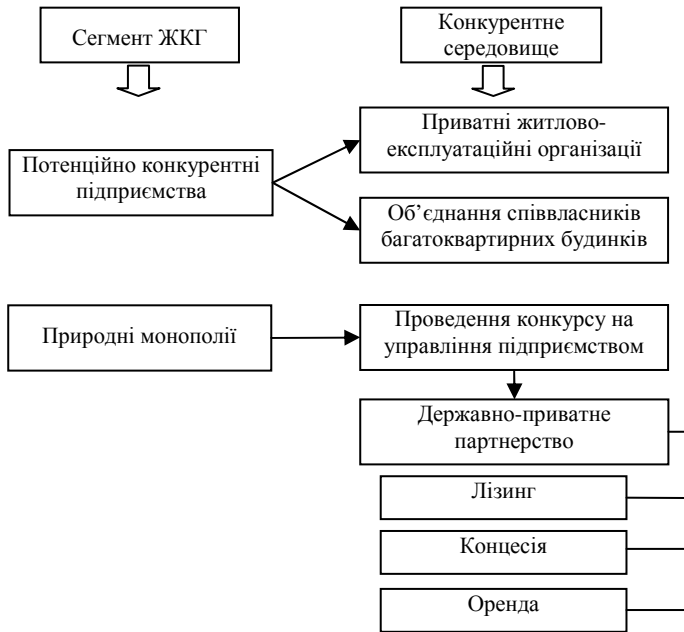 Сегмент ЖКГ
Конкурентне
середовище
Потенційно конкурентні
підприємства
Приватні житлово-
експлуатаційні організації
Об’єднання співвласників
багатоквартирних будинків
Природні монополії
Проведення конкурсу на
управління підприємством
Державно-приватне
партнерство
Лізинг
Концесія
Оренда